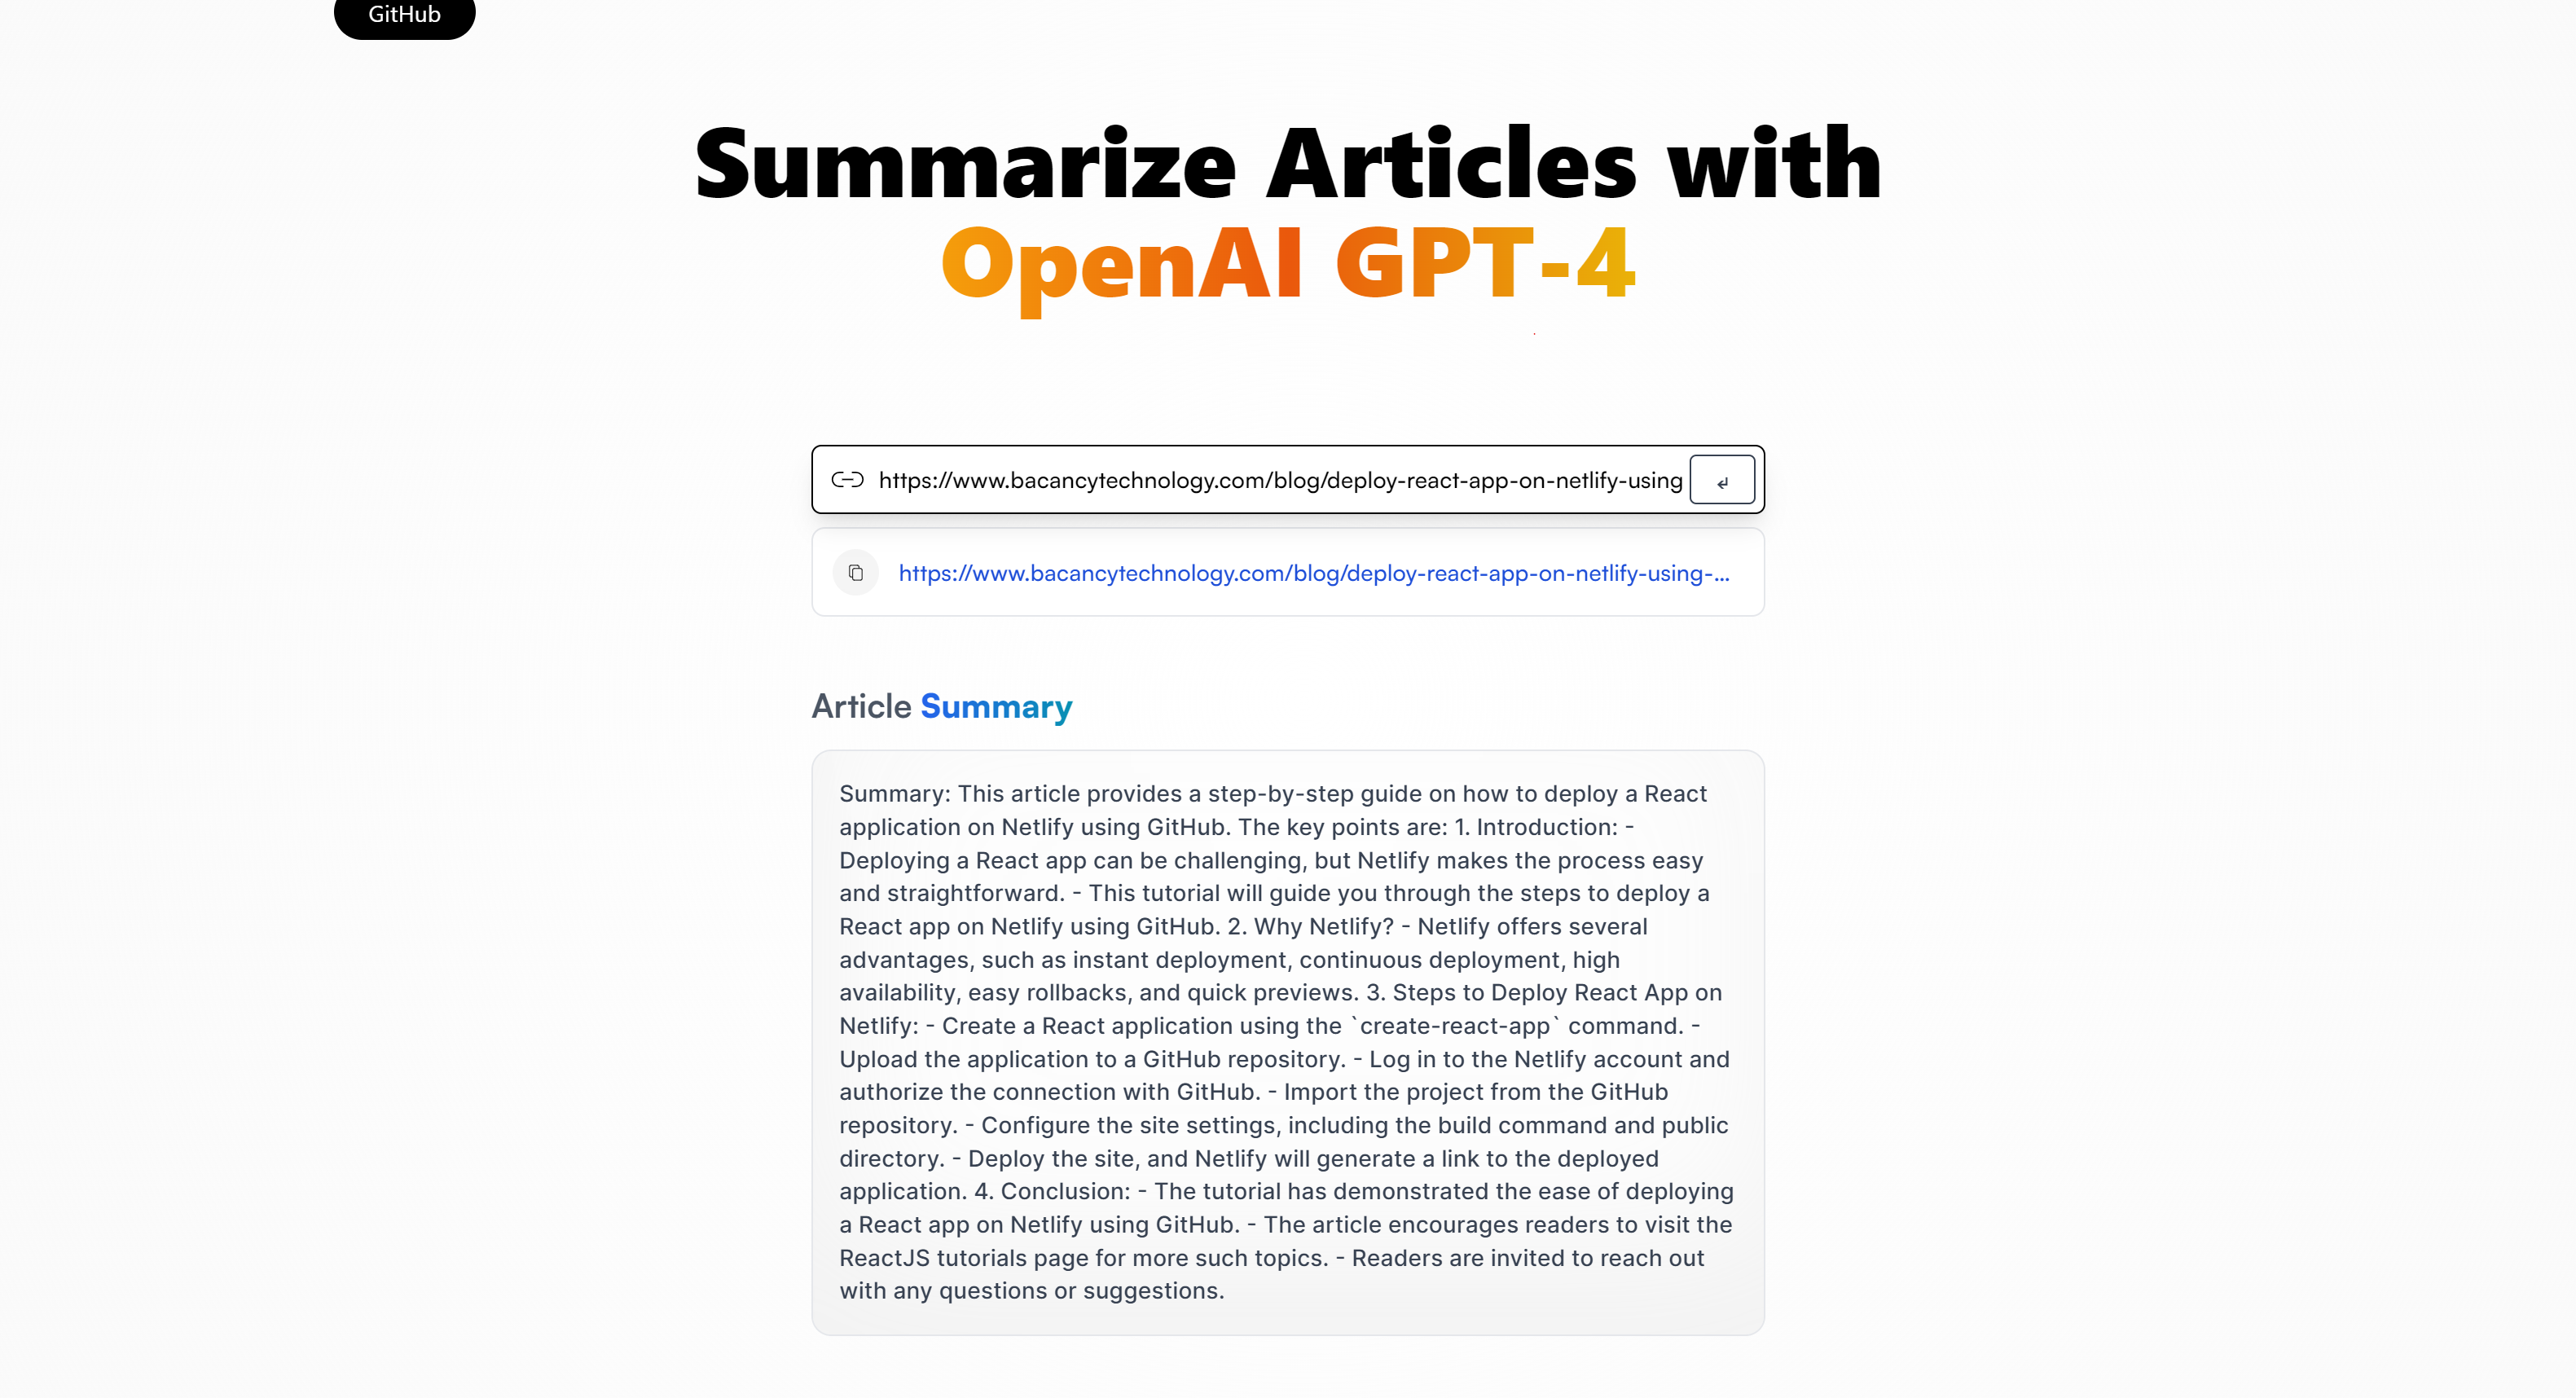 GitHub
Summarize Articles with
OpenAI GPT-4
https://www.bacancytechnology.com/blog/deploy-react-app-on-netlify-using
https://www.bacancytechnology.com/blog/deploy-react-app-on-netlify-using-...
Article Summary
Summary: This article provides a step-by-step guide on how to deploy a React
application on Netlify using GitHub. The key points are: 1. Introduction: -
Deploying a React app can be challenging, but Netlify makes the process easy
and straightforward. - This tutorial will guide you through the steps to deploy a
React app on Netlify using GitHub. 2. Why Netlify? - Netlify offers several
advantages, such as instant deployment, continuous deployment, high
availability, easy rollbacks, and quick previews. 3. Steps to Deploy React App on
Netlify: - Create a React application using the `create-react-app` command. -
Upload the application to a GitHub repository. - Log in to the Netlify account and
authorize the connection with GitHub. - Import the project from the GitHub
repository. - Configure the site settings, including the build command and public
directory. - Deploy the site, and Netlify will generate a link to the deployed
application. 4. Conclusion: - The tutorial has demonstrated the ease of deploying
a React app on Netlify using GitHub. - The article encourages readers to visit the
ReactJS tutorials page for more such topics. - Readers are invited to reach out
with any questions or suggestions.